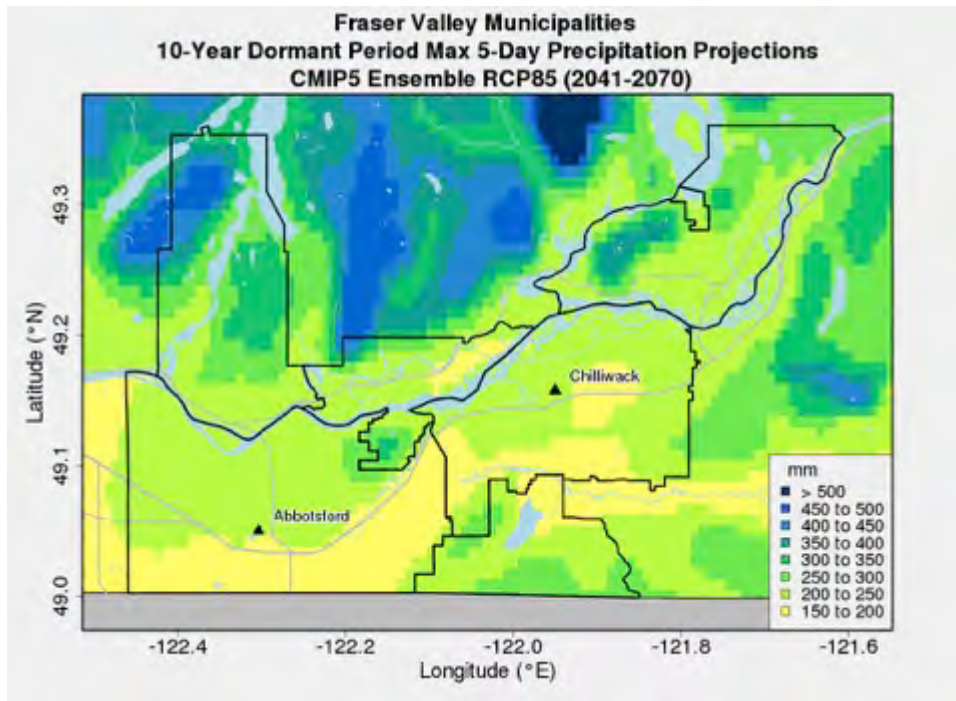 Fraser Valley Municipalities
10-Year Dormant Period Max 5-Day Precipitation Projections
CMIP5 Ensemble RCP85 (2041-2070)
Latitude (°N)
49.3
49.2
49.1
49.0
Chilliwack
Abbotsford
mm
> 500
450 to 500
400 to 450
350 to 400
300 to 350
250 to 300
200 to 250
150 to 200
-122.4 -122.2 -122.0 -121.8 -121.6
Longitude (°E)